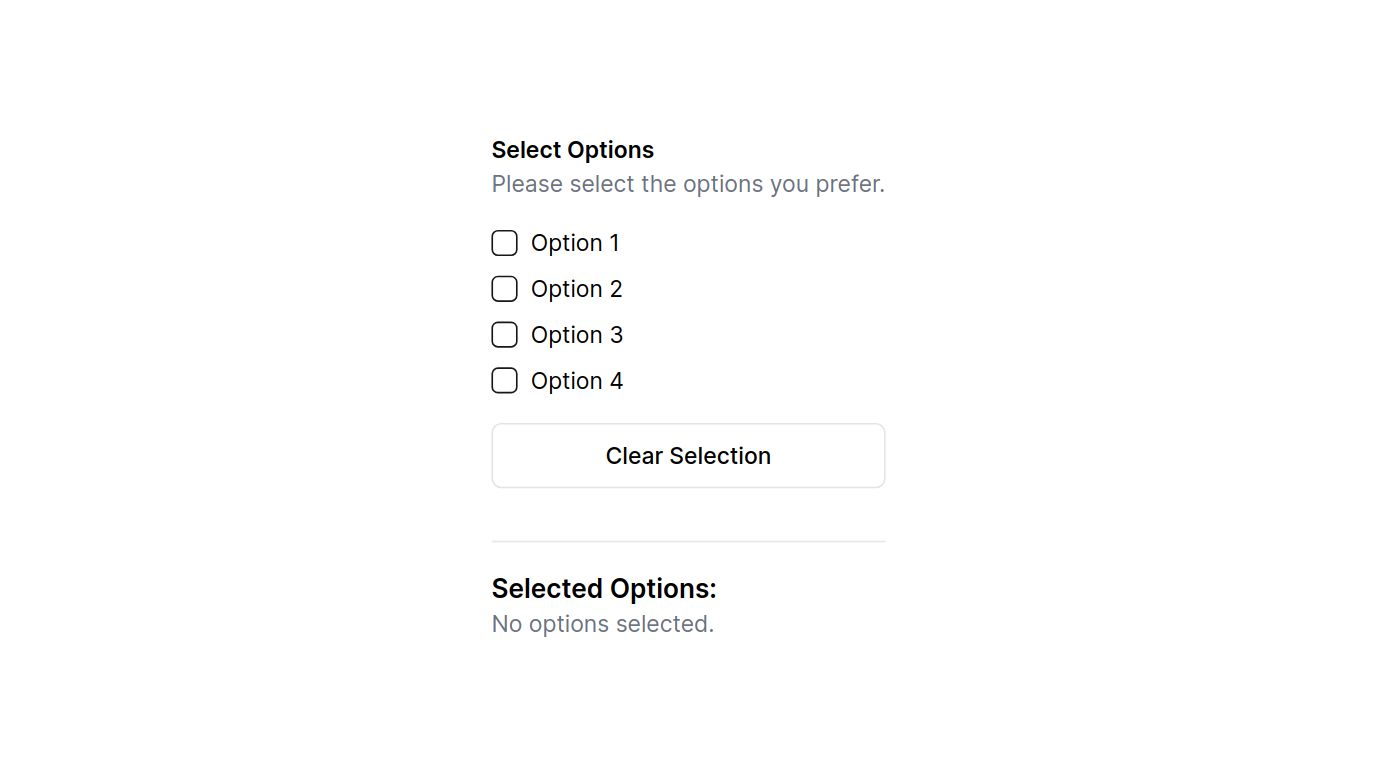 Select Options
Please select the options you prefer.
Option 1
Option 2
Option 3
Option 4
Clear Selection
Selected Options:
No options selected.